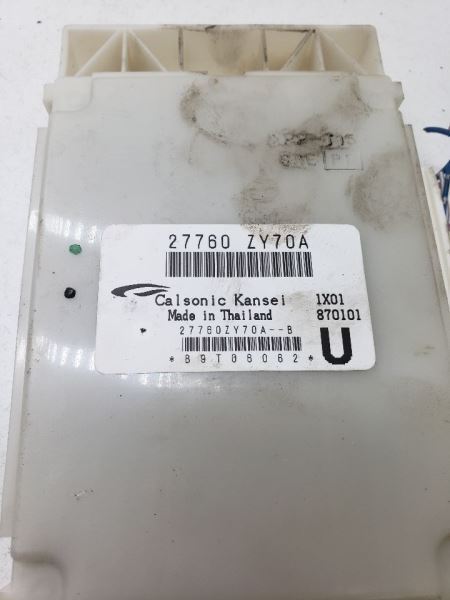 27760 ZY70A
Calsonic Kansei 1X01
Made in Thailand 870101
27760ZY70A--B
U
*89T08062*